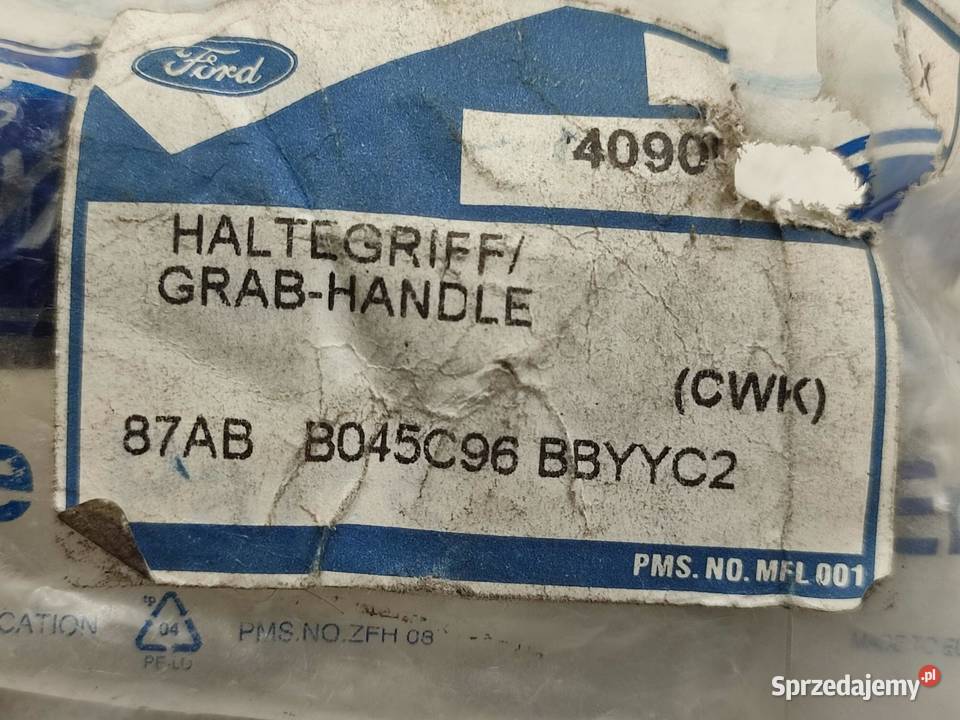 Ford
4090
HALTEGRIFF/
GRAB-HANDLE
(CWK)
87AB B045C96 BBYYC2
PMS. NO. MFL 001
CATION
04
PE-LD
PMS.NO.ZFH 08
Sprzedajemy.pl